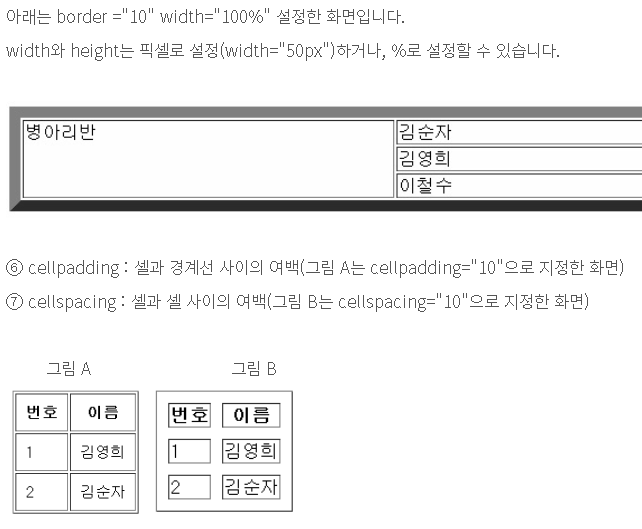 아래는 border ="10" width="100%" 설정한 화면입니다.
width와 height는 픽셀로 설정(width="50px")하거나, %로 설정할 수 있습니다.
병아리반 김순자
김영희
이철수
⑥ cellpadding : 셀과 경계선 사이의 여백(그림 A는 cellpadding="10"으로 지정한 화면)
⑦ cellspacing : 셀과 셀 사이의 여백(그림 B는 cellspacing="10"으로 지정한 화면)
그림 A 그림 B
번호 이름 번호 이름
1 김영희 1 김영희
2 김순자 2 김순자